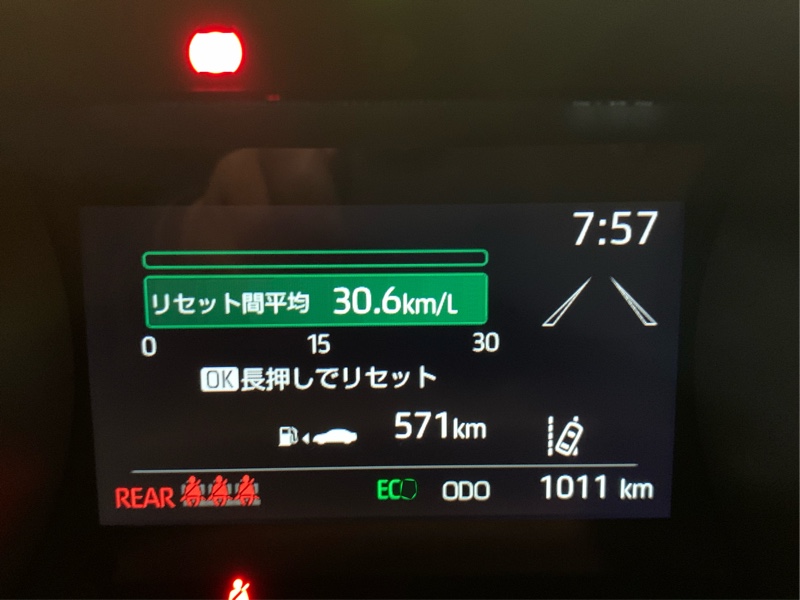 7:57
リセット間平均 30.6km/L
0 15 30
OK長押しでリセット
571km
REAR ECO ODO 1011 km